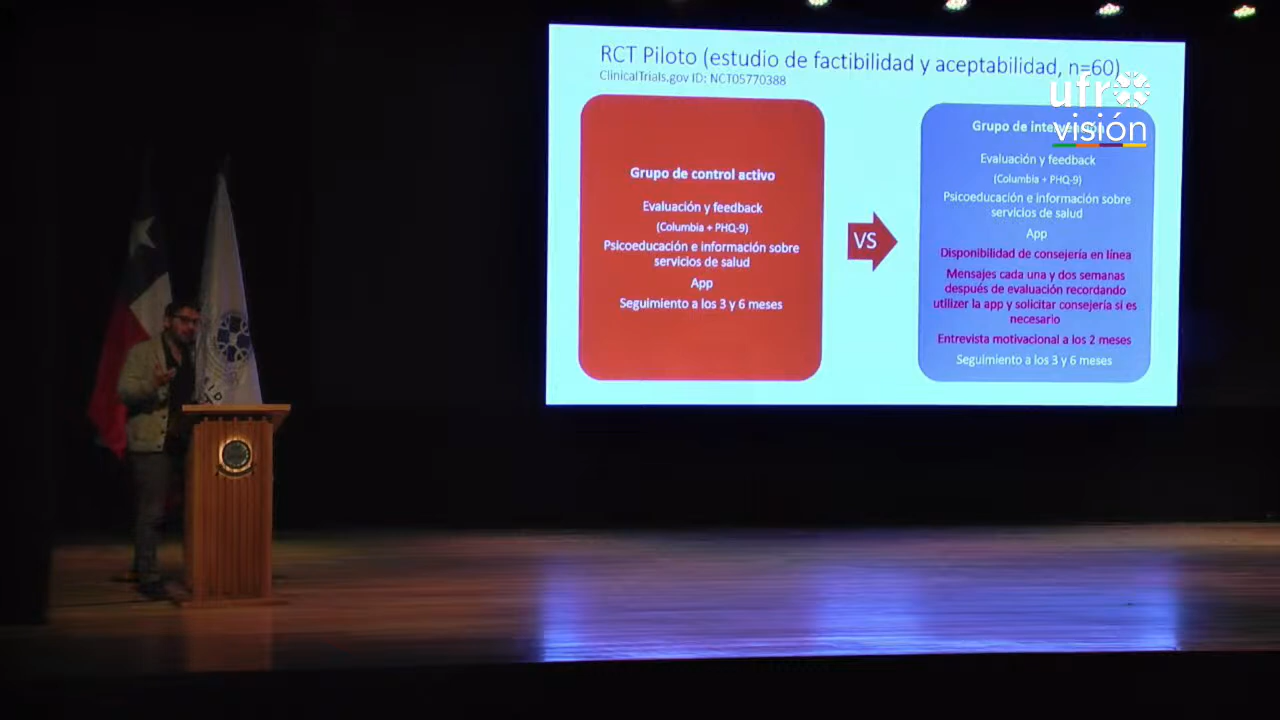 RCT Piloto (estudio de factibilidad y aceptabilidad, n=60)
ClinicalTrials.gov ID: NCT05770388
ufro
visión
Grupo de control activo
Evaluación y feedback
(Columbia + PHQ-9)
Psicoeducación e información sobre
servicios de salud
App
Seguimiento a los 3 y 6 meses
VS
Grupo de intervención
Evaluación y feedback
(Columbia + PHQ-9)
Psicoeducación e información sobre
servicios de salud
App
Disponibilidad de consejería en línea
Mensajes cada una y dos semanas
después de evaluación recordando
utilizer la app y solicitar consejería si es
necesario
Entrevista motivacional a los 2 meses
Seguimiento a los 3 y 6 meses